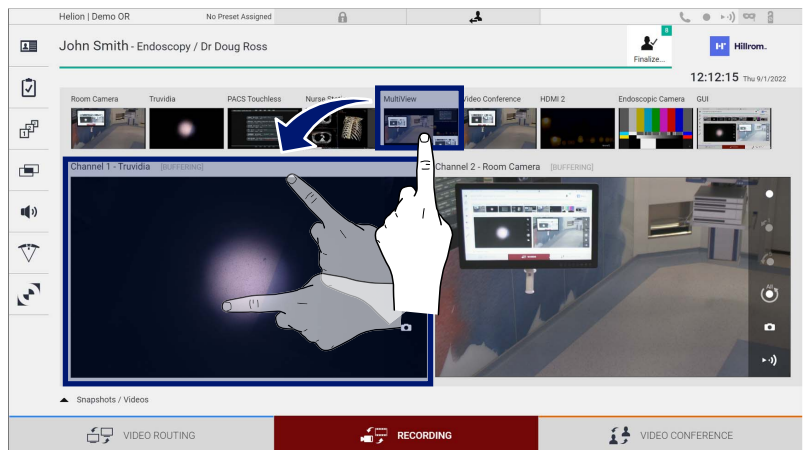 Helion | Demo OR No Preset Assigned
John Smith - Endoscopy / Dr Doug Ross
8
Finalize...
Hillrom.
12:12:15 Thu 9/1/2022
Room Camera Truvidia PACS Touchless Nurse MultiView Video Conference HDMI 2 Endoscopic Camera GUI
Channel 1 - Truvidia [BUFFERING] Channel 2 - Room Camera [BUFFERING]
All
Snapshots / Videos
VIDEO ROUTING RECORDING VIDEO CONFERENCE